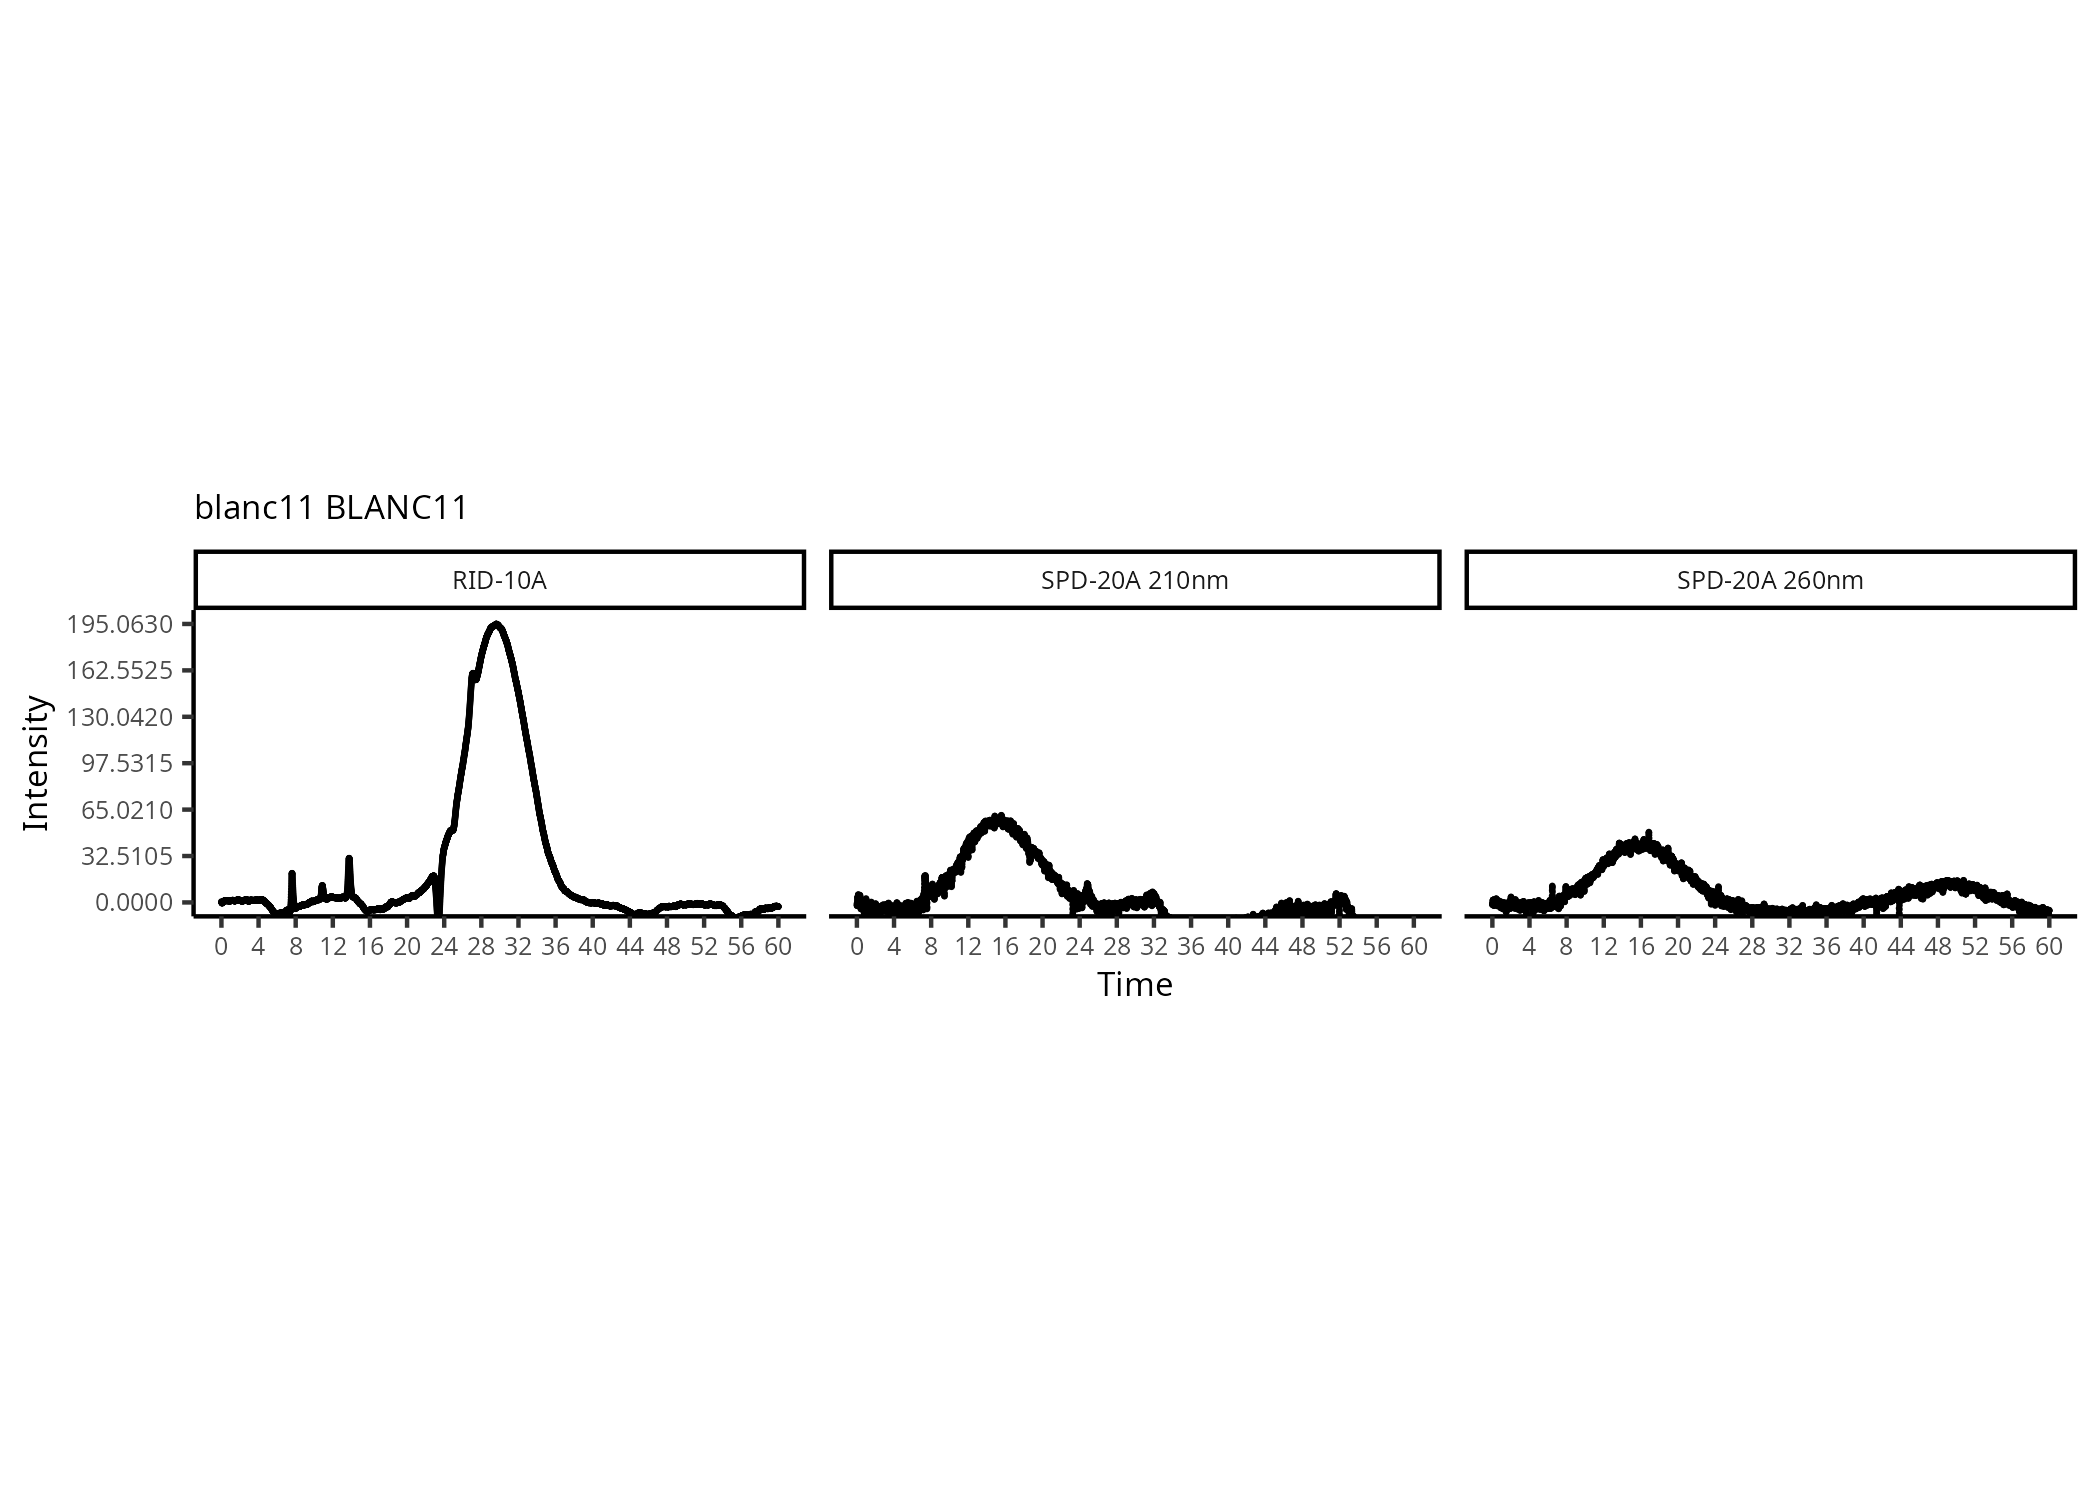 blanc11 BLANC11
RID-10A SPD-20A 210nm SPD-20A 260nm
195.0630
162.5525
130.0420
97.5315
65.0210
32.5105
0.0000
Intensity
0 4 8 12 16 20 24 28 32 36 40 44 48 52 56 60 0 4 8 12 16 20 24 28 32 36 40 44 48 52 56 60 0 4 8 12 16 20 24 28 32 36 40 44 48 52 56 60
Time